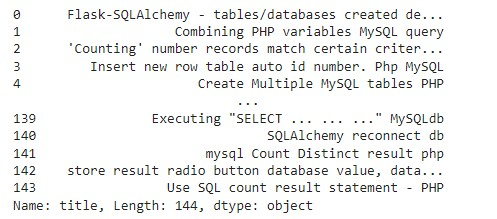 0 Flask-SQLAlchemy - tables/databases created de...
1 Combining PHP variables MySQL query
2 'Counting' number records match certain criter...
3 Insert new row table auto id number. Php MySQL
4 Create Multiple MySQL tables PHP
...
139 Executing "SELECT ... ... ..." MySQLdb
140 SQLAlchemy reconnect db
141 mysql Count Distinct result php
142 store result radio button database value, data...
143 Use SQL count result statement - PHP
Name: title, Length: 144, dtype: object